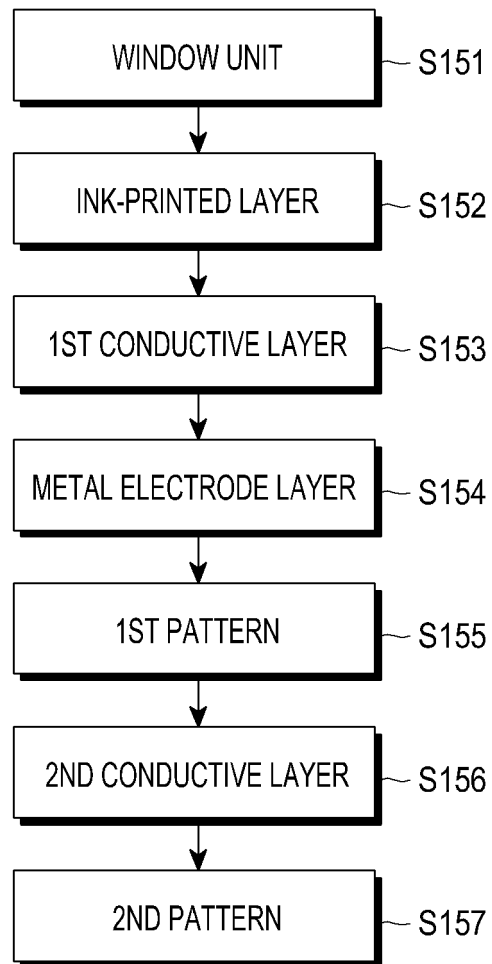 WINDOW UNIT
S151
INK-PRINTED LAYER
S152
1ST CONDUCTIVE LAYER
S153
METAL ELECTRODE LAYER
S154
1ST PATTERN
S155
2ND CONDUCTIVE LAYER
S156
2ND PATTERN
S157